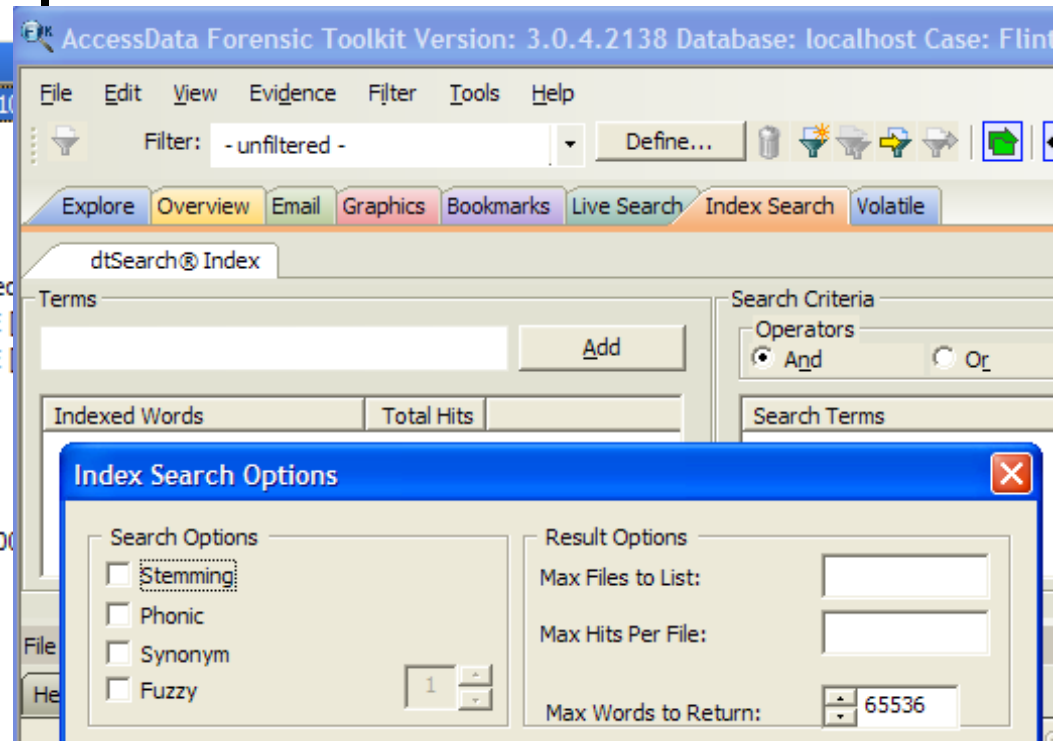 AccessData Forensic Toolkit Version: 3.0.4.2138 Database: localhost Case: Flint
File Edit View Evidence Filter Tools Help
Filter: - unfiltered - Define...
Explore Overview Email Graphics Bookmarks Live Search Index Search Volatile
dtSearch® Index
Terms
Add
Indexed Words Total Hits
Search Criteria
Operators
And Or
Search Terms
Index Search Options
Search Options
Stemming
Phonic
Synonym
Fuzzy 1
Result Options
Max Files to List:
Max Hits Per File:
Max Words to Return: 65536
File
He